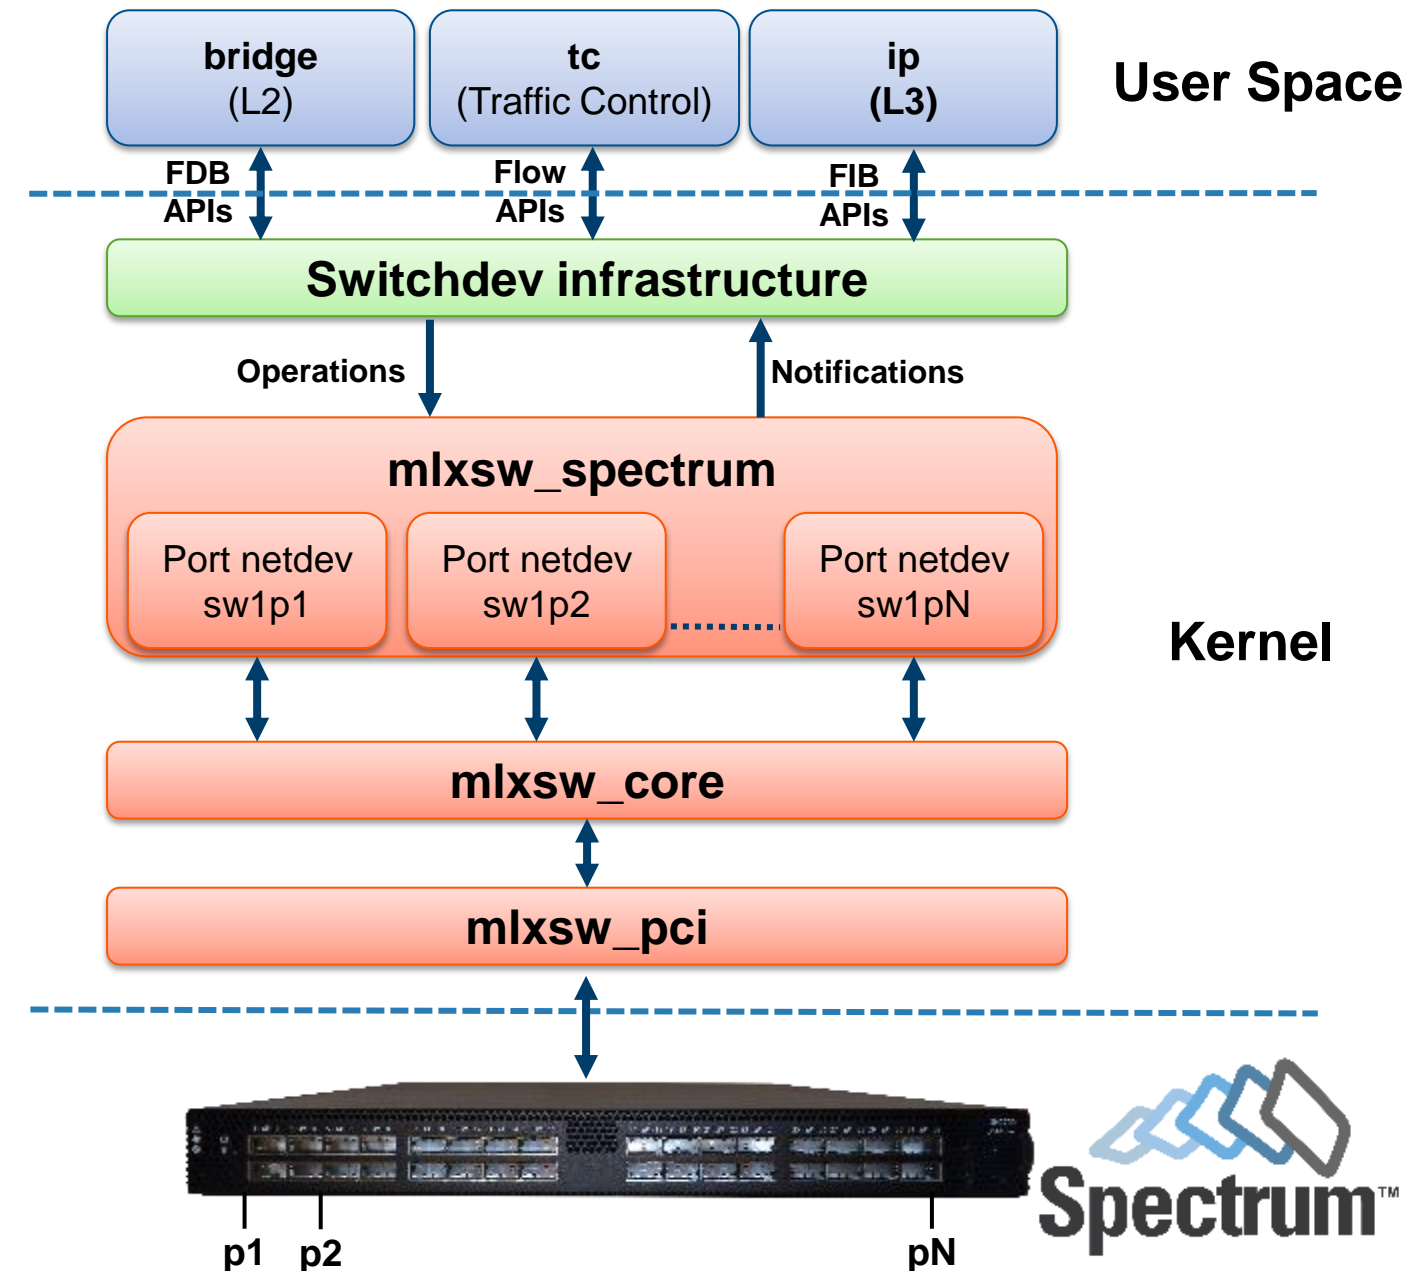 bridge
(L2)
tc
(Traffic Control)
ip
(L3)
User Space
FDB
APIs
Flow
APIs
FIB
APIs
Switchdev infrastructure
Operations
Notifications
mlxsw_spectrum
Port netdev
sw1p1
Port netdev
sw1p2
Port netdev
sw1pN
Kernel
mlxsw_core
mlxsw_pci
Spectrum™
p1
p2
pN